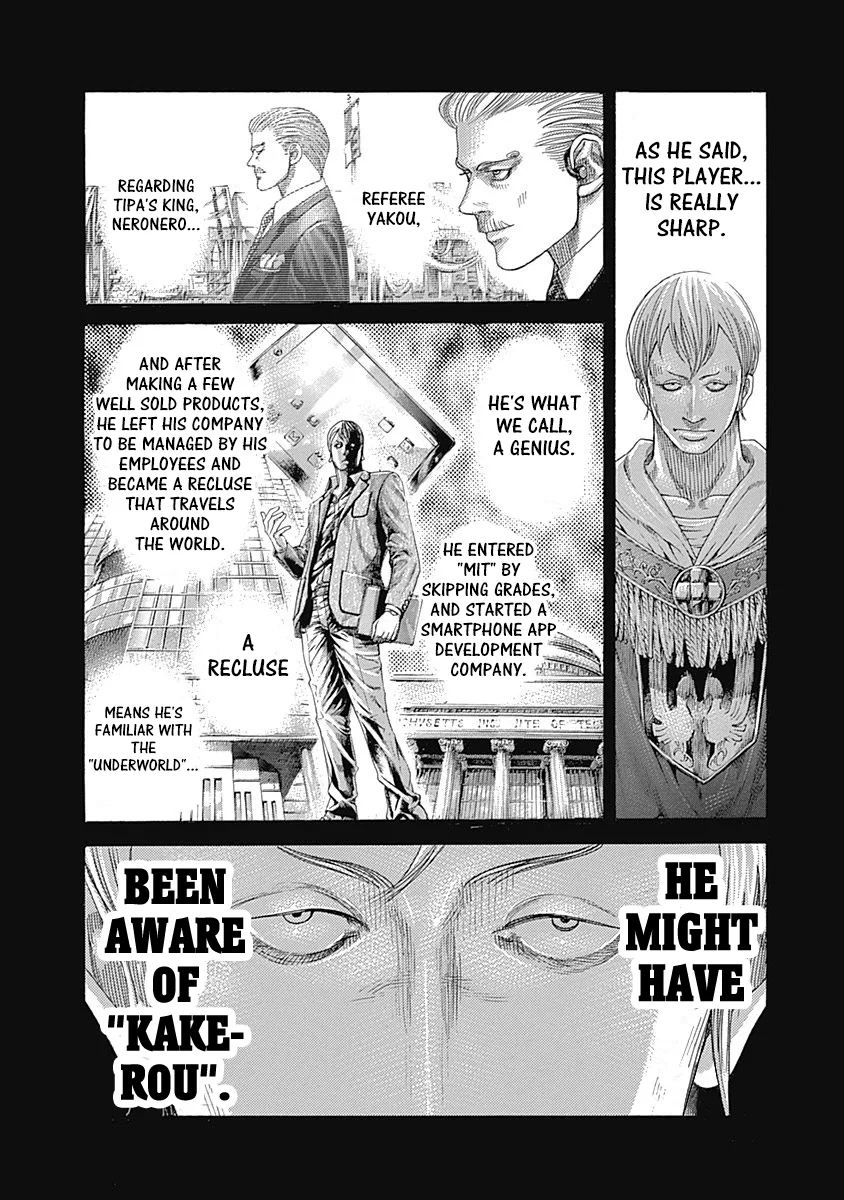 AS HE SAID,
THIS PLAYER...
IS REALLY
SHARP.
REFEREE
YAKOU,
REGARDING
TIPA'S KING,
NERONERO...
HE'S WHAT
WE CALL,
A GENIUS.
HE ENTERED
"MIT" BY
SKIPPING GRADES,
AND STARTED A
SMARTPHONE APP
DEVELOPMENT
COMPANY.
AND AFTER
MAKING A FEW
WELL SOLD PRODUCTS,
HE LEFT HIS COMPANY
TO BE MANAGED BY HIS
EMPLOYEES AND
BECAME A RECLUSE
THAT TRAVELS
AROUND
THE WORLD.
A
RECLUSE
MEANS HE'S
FAMILIAR WITH
THE
"UNDERWORLD"...
HE
MIGHT
HAVE
BEEN
AWARE
OF
"KAKE-
ROU".